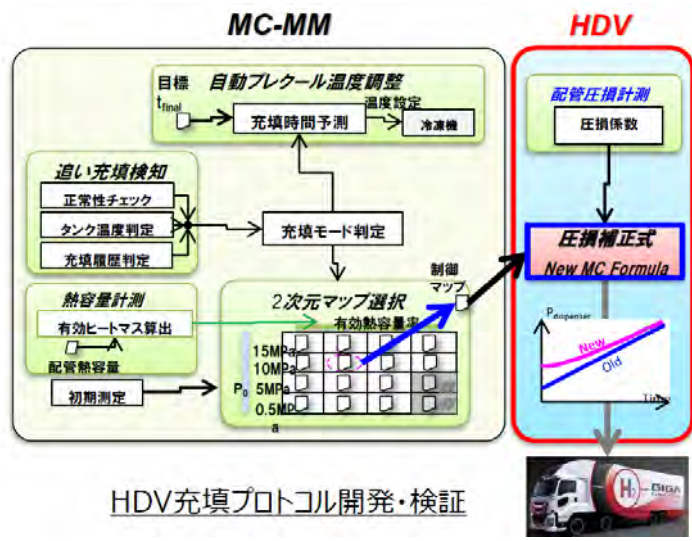 MC-MM
HDV
自動プレクール温度調整
目標
t_final
充填時間予測
温度設定
冷凍機
配管圧損計測
圧損係数
追い充填検知
正常性チェック
タンク温度判定
充填履歴判定
充填モード判定
圧損補正式
New MC Formula
制御
マップ
熱容量計測
有効ヒートマス算出
配管熱容量
初期測定
2次元マップ選択
有効熱容量率
P₀
15MPa
10MPa
5MPa
0.5MP
a
P_dispenser
New
Old
Time
H₂
GIGA
HDV充填プロトコル開発・検証